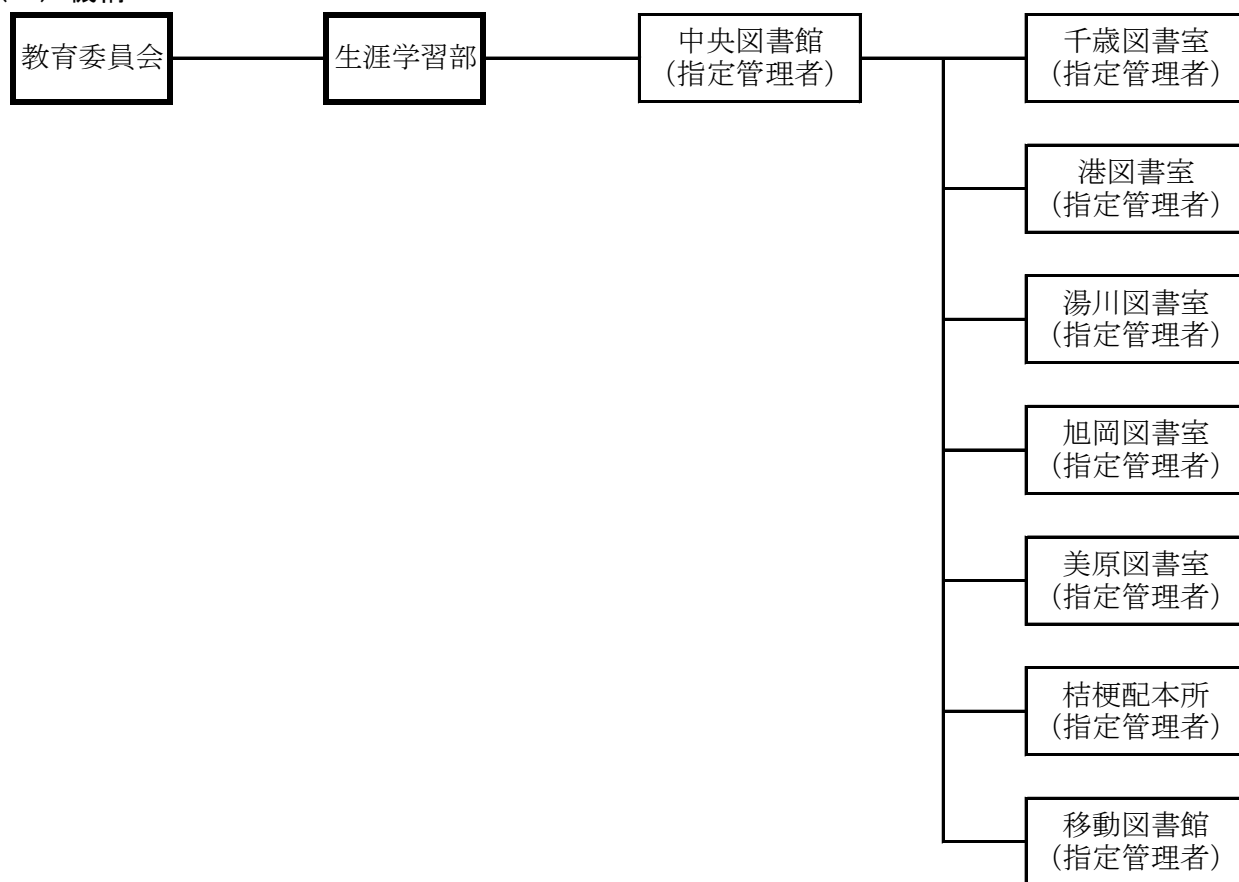 教育委員会
生涯学習部
中央図書館
（指定管理者）
千歳図書室
（指定管理者）
港図書室
（指定管理者）
湯川図書室
（指定管理者）
旭岡図書室
（指定管理者）
美原図書室
（指定管理者）
桔梗配本所
（指定管理者）
移動図書館
（指定管理者）